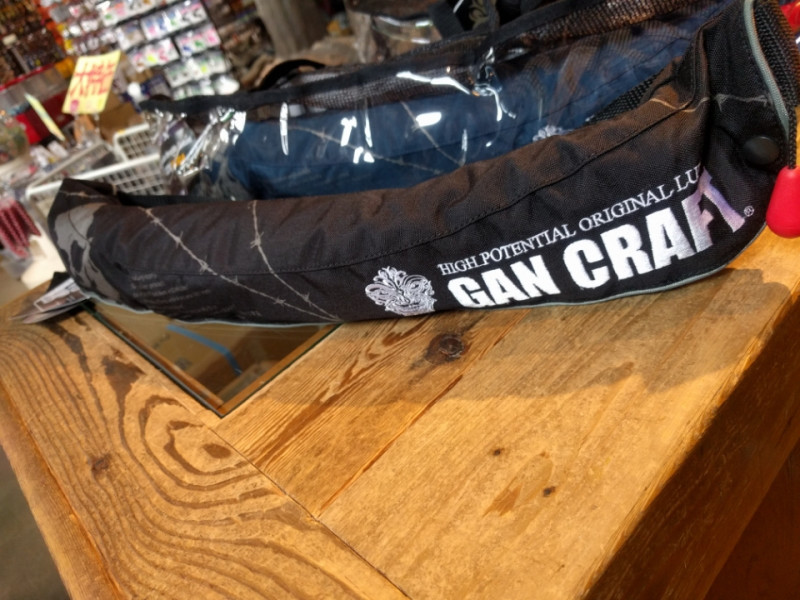 HIGH POTENTIAL ORIGINAL LU
GAN CRAFT®